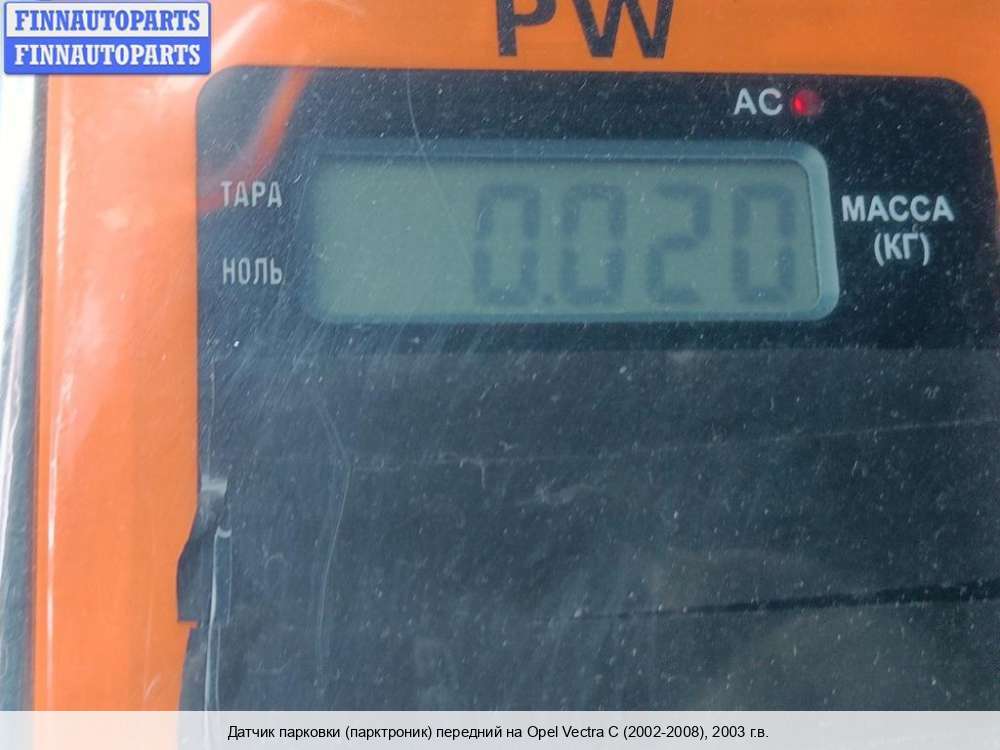 FINNAUTOPARTS
FINNAUTOPARTS
PW
AC
ТАРА
0.020
МАССА
(КГ)
НОЛЬ
Датчик парковки (парктроник) передний на Opel Vectra C (2002-2008), 2003 г.в.